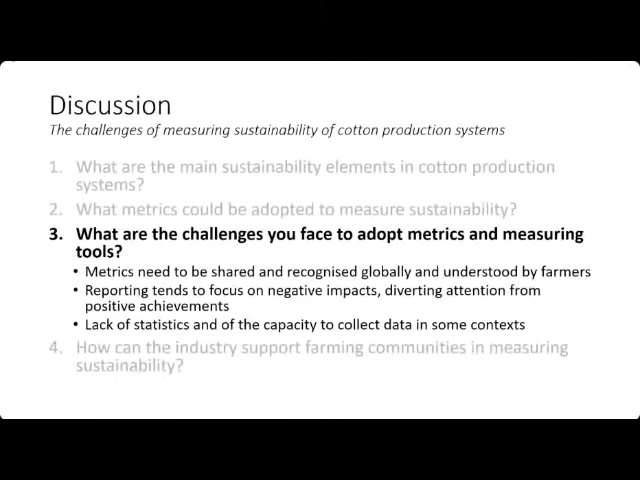 Discussion
The challenges of measuring sustainability of cotton production systems
1. What are the main sustainability elements in cotton production
systems?
2. What metrics could be adopted to measure sustainability?
3. What are the challenges you face to adopt metrics and measuring
tools?
• Metrics need to be shared and recognised globally and understood by farmers
• Reporting tends to focus on negative impacts, diverting attention from
positive achievements
• Lack of statistics and of the capacity to collect data in some contexts
4. How can the industry support farming communities in measuring
sustainability?